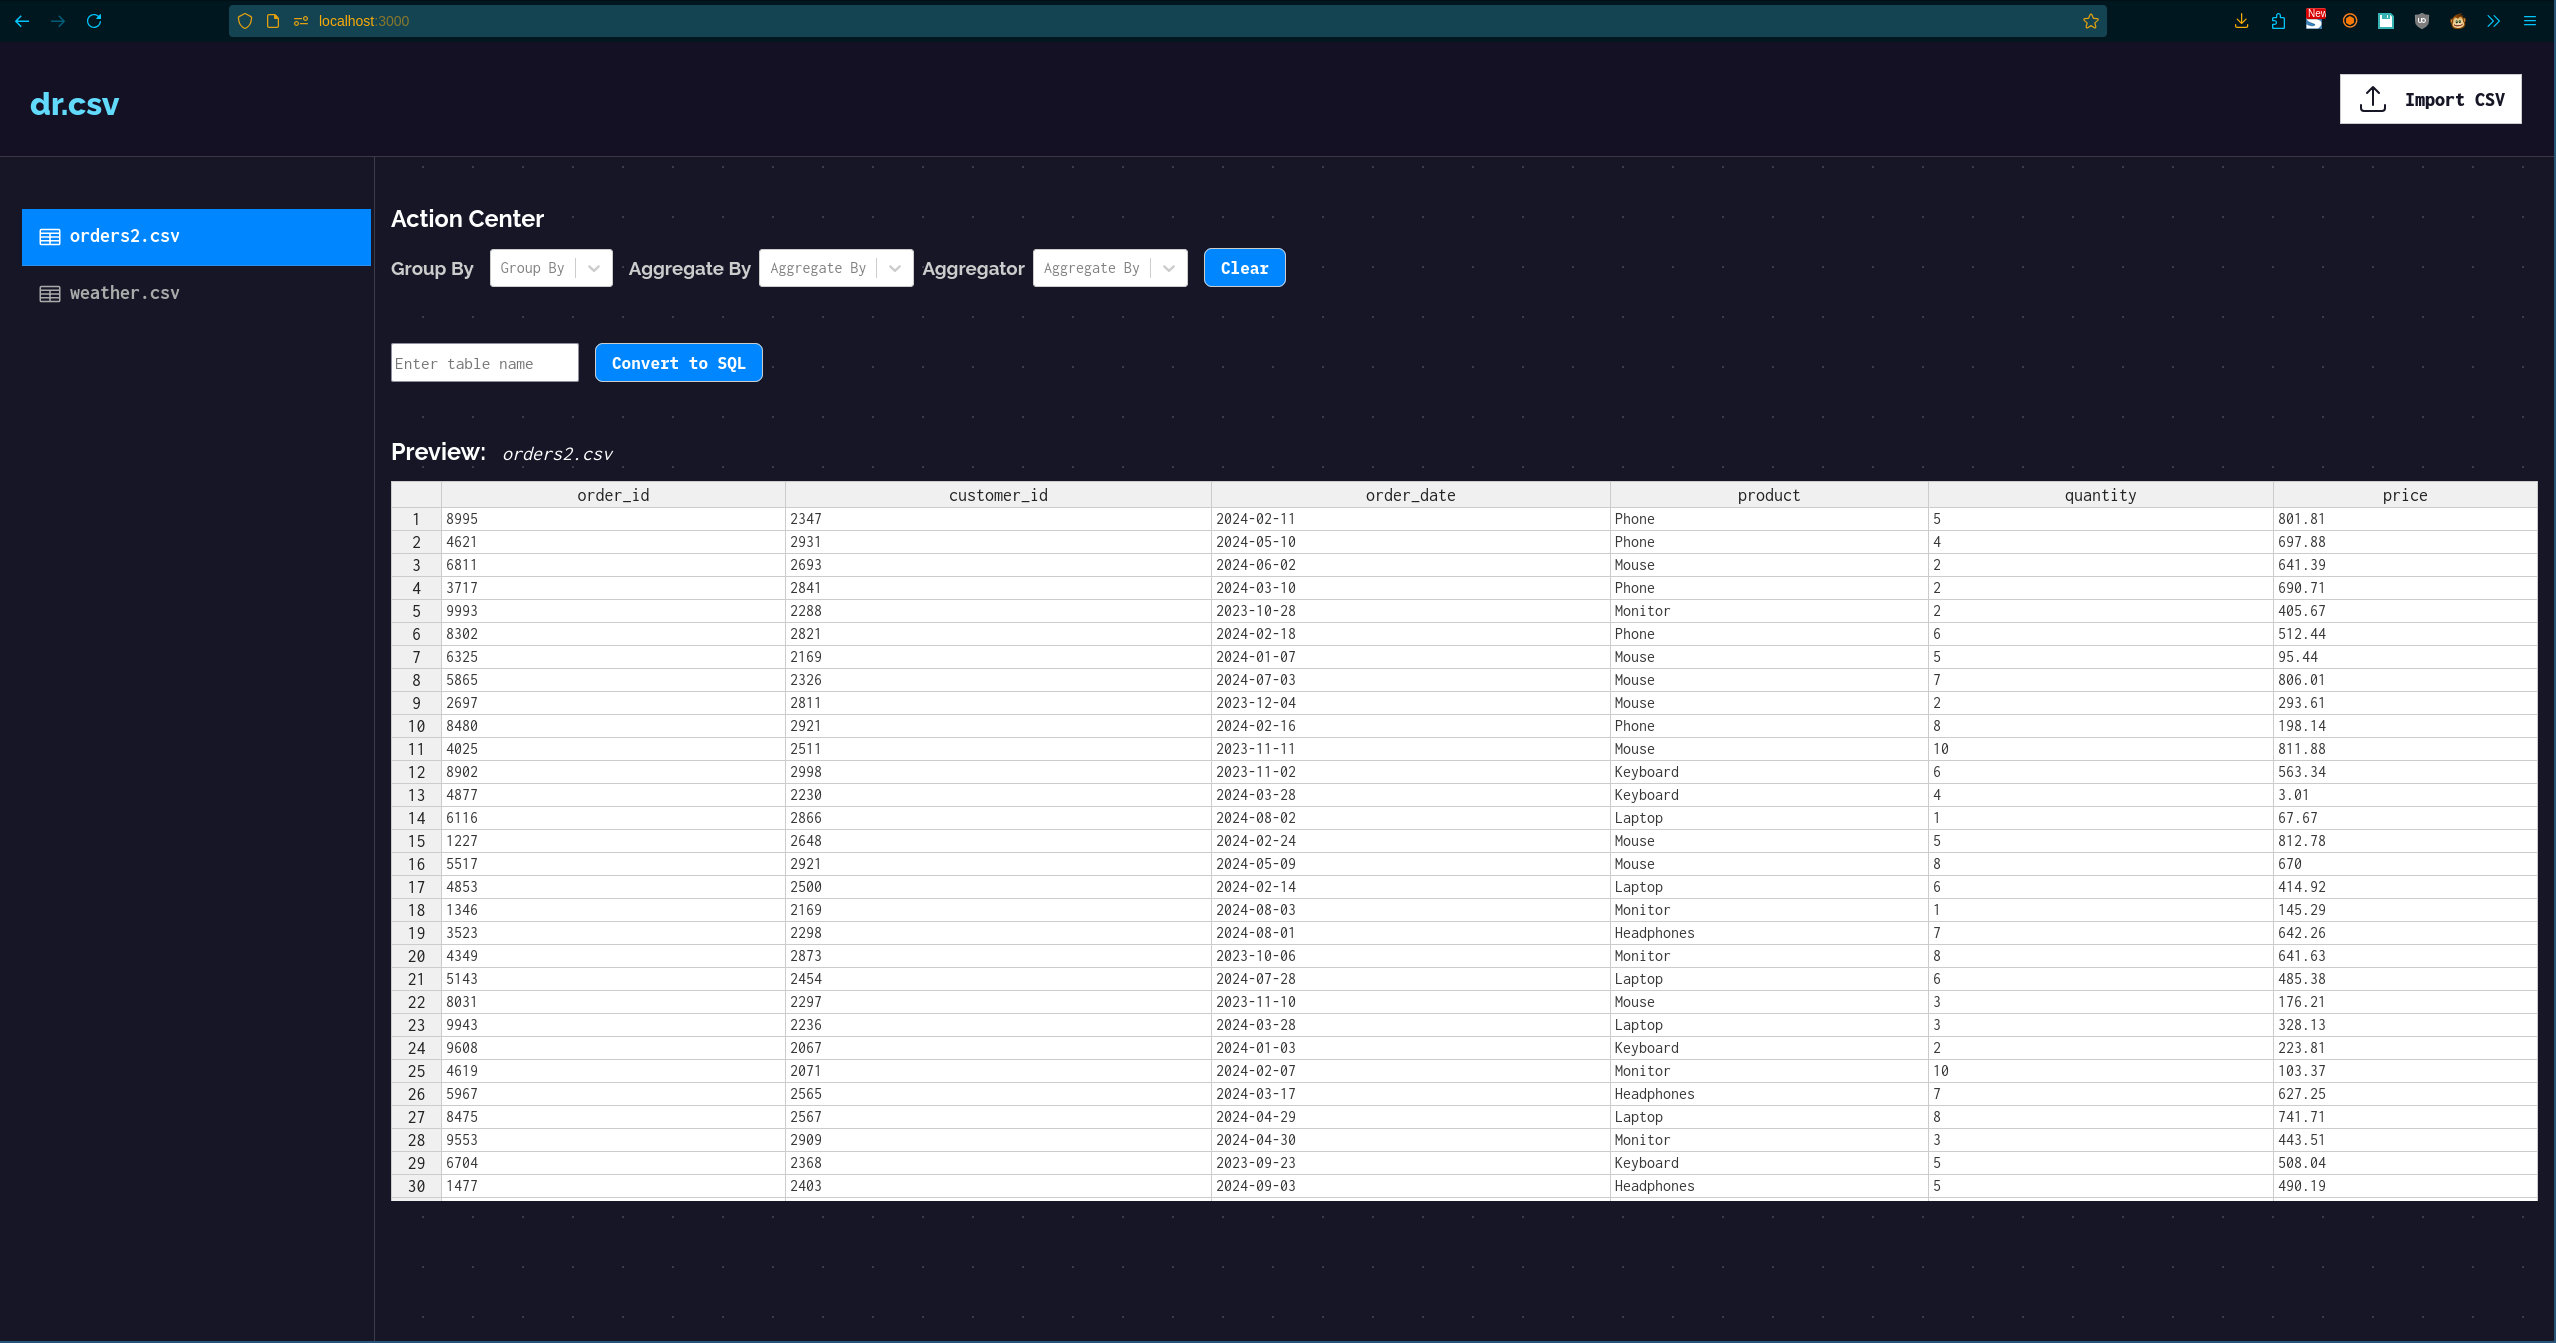 localhost:3000
New
dr.csv
Import CSV
orders2.csv
weather.csv
Action Center
Group By Group By Aggregate By Aggregate By Aggregator Aggregate By Clear
Enter table name Convert to SQL
Preview: orders2.csv
order_id customer_id order_date product quantity price
1 8995 2347 2024-02-11 Phone 5 801.81
2 4621 2931 2024-05-10 Phone 4 697.88
3 6811 2693 2024-06-02 Mouse 2 641.39
4 3717 2841 2024-03-10 Phone 2 690.71
5 9993 2288 2023-10-28 Monitor 2 405.67
6 8302 2821 2024-02-18 Phone 6 512.44
7 6325 2169 2024-01-07 Mouse 5 95.44
8 5865 2326 2024-07-03 Mouse 7 806.01
9 2697 2811 2023-12-04 Mouse 2 293.61
10 8480 2921 2024-02-16 Phone 8 198.14
11 4025 2511 2023-11-11 Mouse 10 811.88
12 8902 2998 2023-11-02 Keyboard 6 563.34
13 4877 2230 2024-03-28 Keyboard 4 3.01
14 6116 2866 2024-08-02 Laptop 1 67.67
15 1227 2648 2024-02-24 Mouse 5 812.78
16 5517 2921 2024-05-09 Mouse 8 670
17 4853 2500 2024-02-14 Laptop 6 414.92
18 1346 2169 2024-08-03 Monitor 1 145.29
19 3523 2298 2024-08-01 Headphones 7 642.26
20 4349 2873 2023-10-06 Monitor 8 641.63
21 5143 2454 2024-07-28 Laptop 6 485.38
22 8031 2297 2023-11-10 Mouse 3 176.21
23 9943 2236 2024-03-28 Laptop 3 328.13
24 9608 2067 2024-01-03 Keyboard 2 223.81
25 4619 2071 2024-02-07 Monitor 10 103.37
26 5967 2565 2024-03-17 Headphones 7 627.25
27 8475 2567 2024-04-29 Laptop 8 741.71
28 9553 2909 2024-04-30 Monitor 3 443.51
29 6704 2368 2023-09-23 Keyboard 5 508.04
30 1477 2403 2024-09-03 Headphones 5 490.19